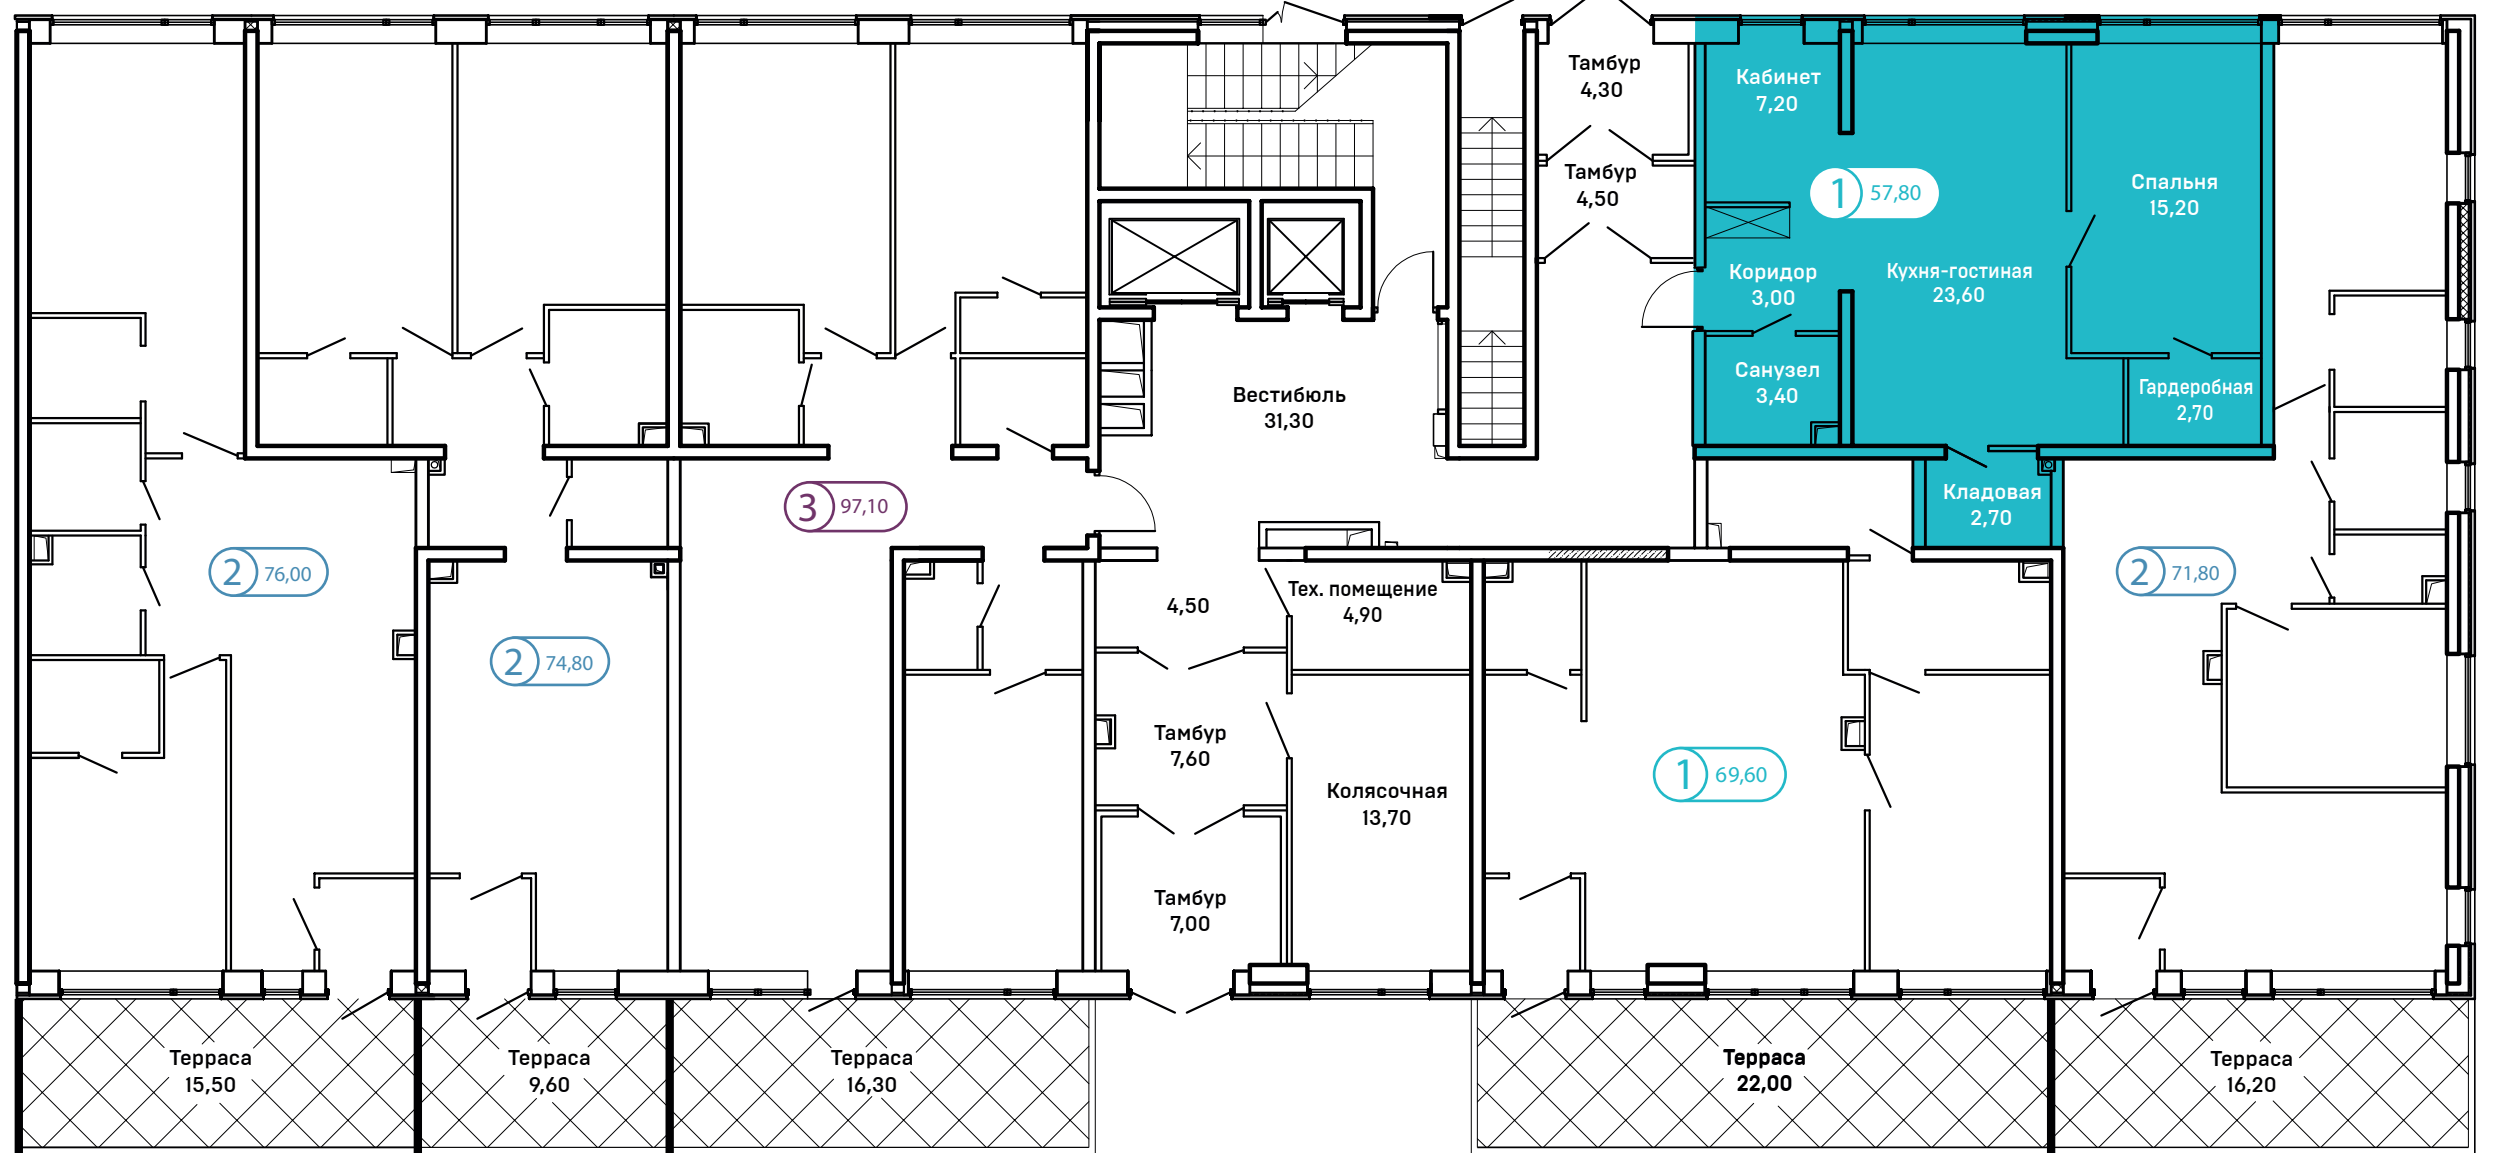 Тамбур
4,30
Тамбур
4,50
Кабинет
7,20
1 57,80
Спальня
15,20
Коридор
3,00
Кухня-гостиная
23,60
Санузел
3,40
Гардеробная
2,70
Кладовая
2,70
Вестибюль
31,30
3 97,10
2 76,00
2 74,80
4,50
Тех. помещение
4,90
Тамбур
7,60
Колясочная
13,70
Тамбур
7,00
1 69,60
2 71,80
Терраса
15,50
Терраса
9,60
Терраса
16,30
Терраса
22,00
Терраса
16,20